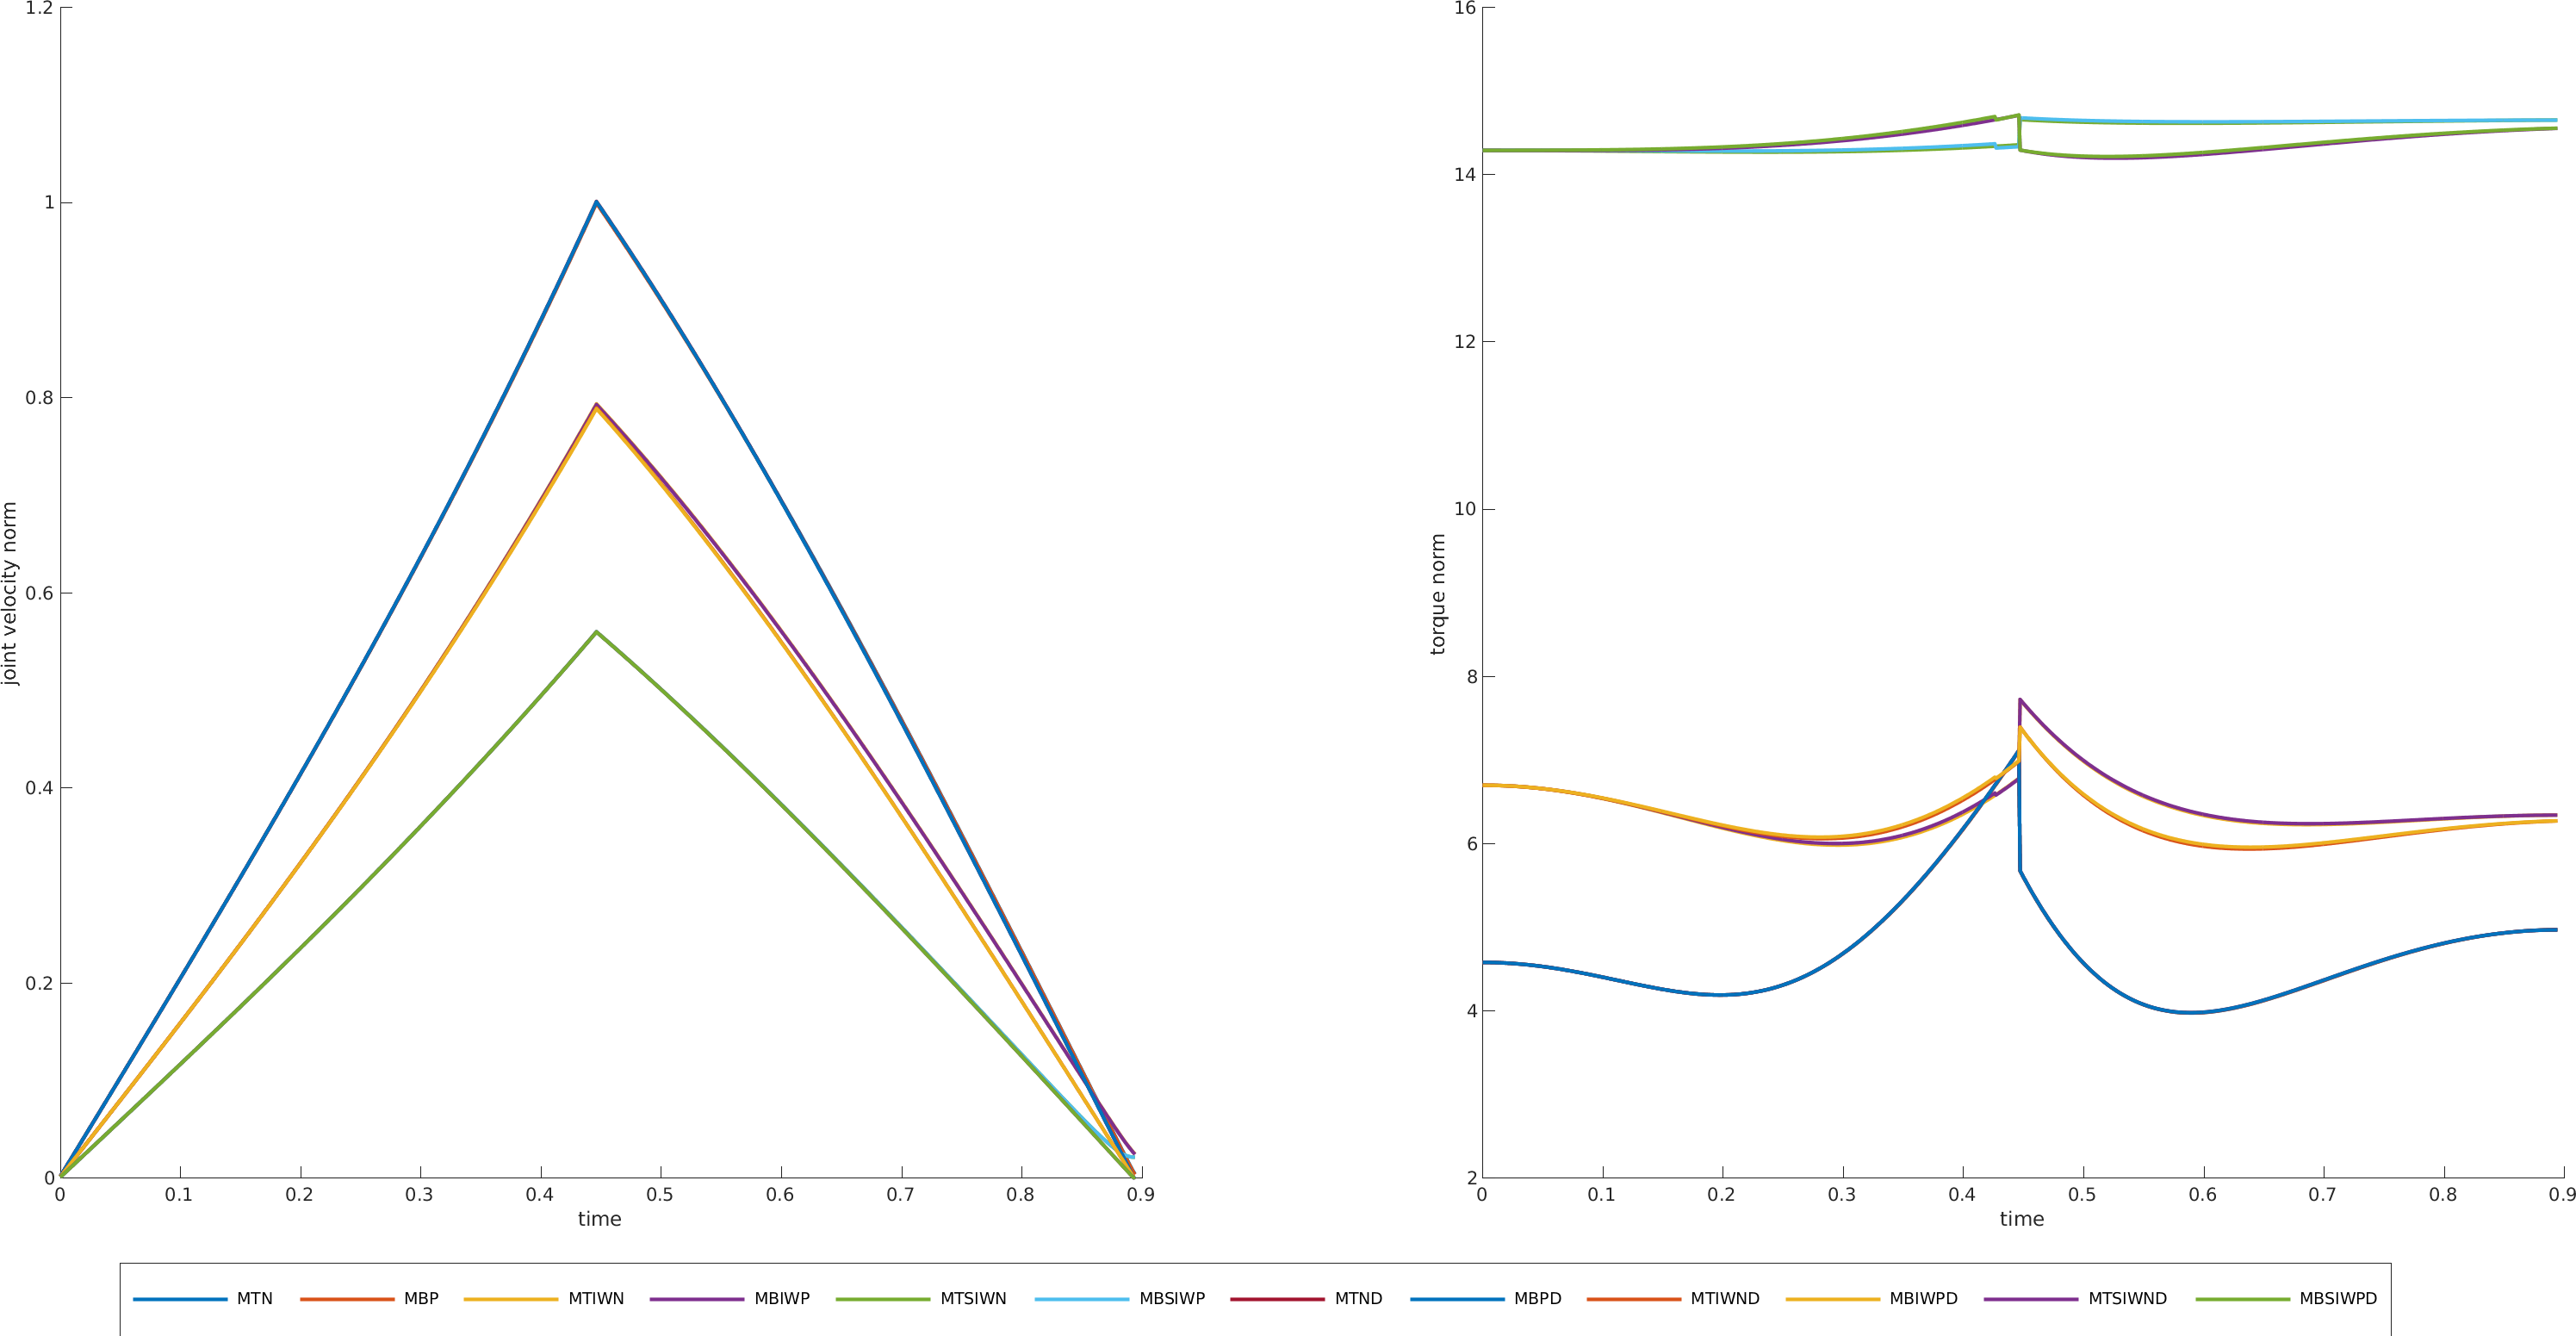 1.2
1
0.8
0.6
0.4
0.2
0
joint velocity norm
0 0.1 0.2 0.3 0.4 0.5 0.6 0.7 0.8 0.9
time
16
14
12
10
8
6
4
2
torque norm
0 0.1 0.2 0.3 0.4 0.5 0.6 0.7 0.8 0.9
time
MTN MBP MTIWN MBIWP MTSIWN MBSIWP MTND MBPD MTIWND MBIWPD MTSIWND MBSIWPD